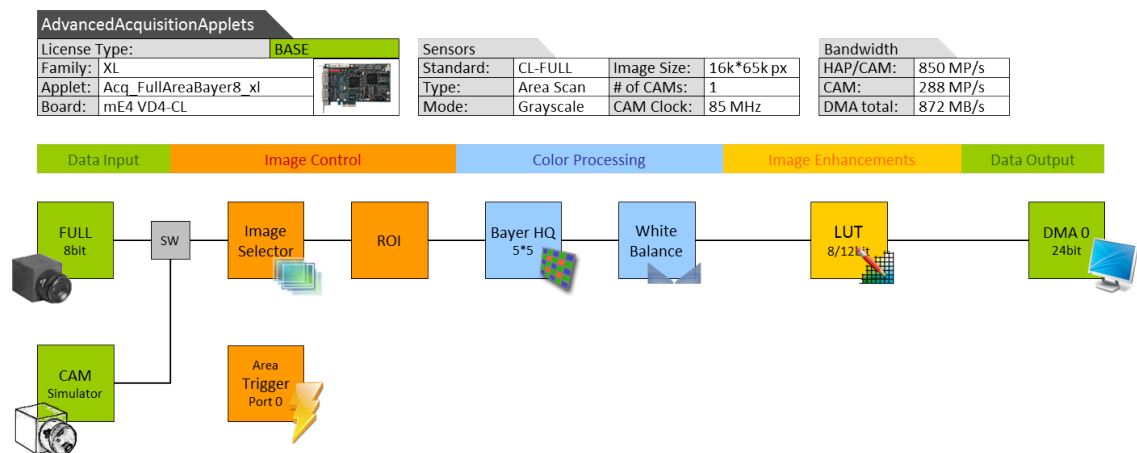 AdvancedAcquisitionApplets
License Type: BASE
Family: XL
Applet: Acq_FullAreaBayer8_xl
Board: mE4 VD4-CL
Sensors
Standard: CL-FULL Image Size: 16k*65k px
Type: Area Scan # of CAMs: 1
Mode: Grayscale CAM Clock: 85 MHz
Bandwidth
HAP/CAM: 850 MP/s
CAM: 288 MP/s
DMA total: 872 MB/s
Data Input Image Control Color Processing Image Enhancements Data Output
FULL
8bit
SW
Image
Selector
ROI
Bayer HQ
5*5
White
Balance
LUT
8/12bit
DMA 0
24bit
CAM
Simulator
Area
Trigger
Port 0